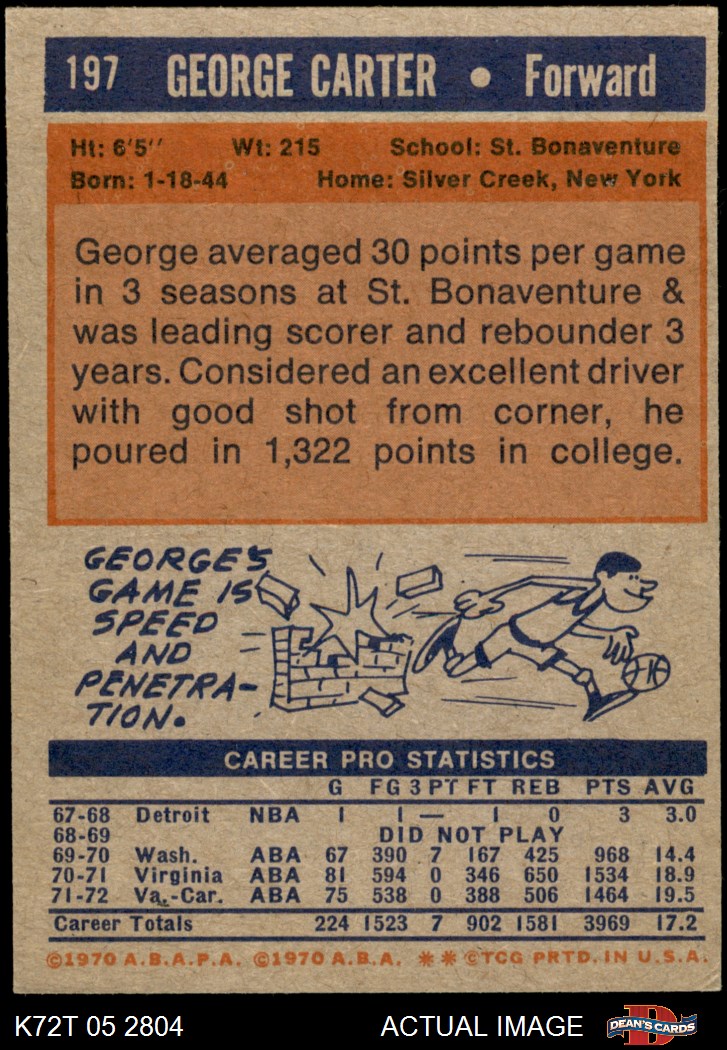 197 GEORGE CARTER • Forward
Ht: 6'5'' Wt: 215 School: St. Bonaventure
Born: 1-18-44 Home: Silver Creek, New York
George averaged 30 points per game
in 3 seasons at St. Bonaventure &
was leading scorer and rebounder 3
years. Considered an excellent driver
with good shot from corner, he
poured in 1,322 points in college.
GEORGE'S
GAME IS
SPEED
AND
PENETRA-
TION.
CAREER PRO STATISTICS
G FG 3 PT FT REB PTS AVG
67-68 Detroit NBA 1 1 — 1 0 3 3.0
68-69 DID NOT PLAY
69-70 Wash. ABA 67 390 7 167 425 968 14.4
70-71 Virginia ABA 81 594 0 346 650 1534 18.9
71-72 Va.-Car. ABA 75 538 0 388 506 1464 19.5
Career Totals 224 1523 7 902 1581 3969 17.2
©1970 A.B.A.P.A. ©1970 A.B.A. ** ©TCG PRTD. IN U.S.A.
K72T 05 2804 ACTUAL IMAGE D DEAN'S CARDS